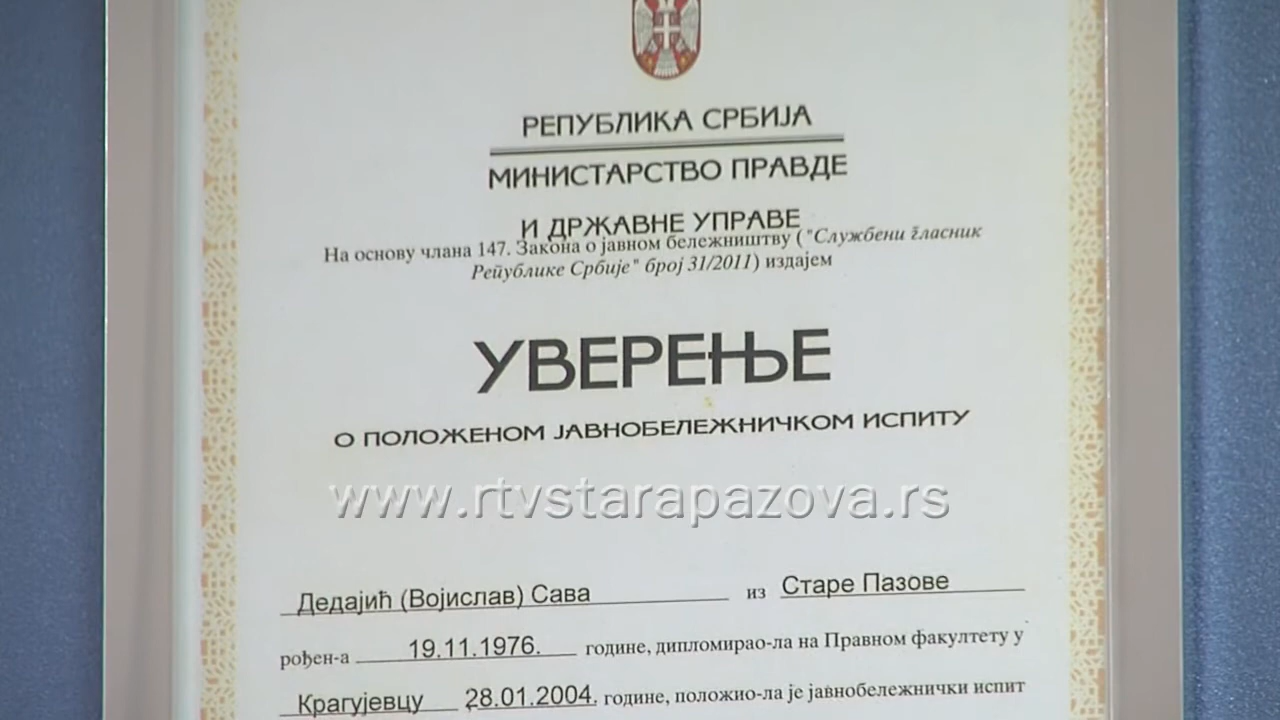 РЕПУБЛИКА СРБИЈА
МИНИСТАРСТВО ПРАВДЕ
И ДРЖАВНЕ УПРАВЕ
На основу члана 147. Закона о јавном бележништву ( "Службени гласник
Републике Србије" број 31/2011) издајем
УВЕРЕЊЕ
О ПОЛОЖЕНОМ ЈАВНОБЕЛЕЖНИЧКОМ ИСПИТУ
www.rtvstarapazova.rs
Дедајић (Војислав) Сава из Старе Пазове
рођен-а 19.11.1976. године, дипломирао-ла на Правном факултету у
Крагујевцу 28.01.2004. године, положио-ла је јавнобележнички испит